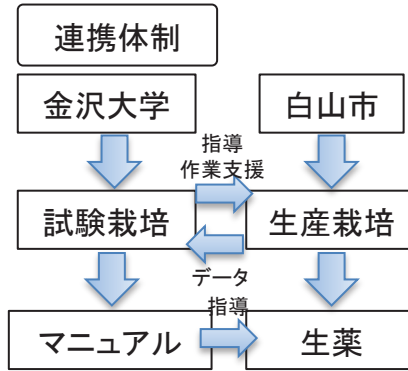 連携体制
金沢大学
白山市
指導
作業支援
試験栽培
生産栽培
データ
指導
マニュアル
生薬